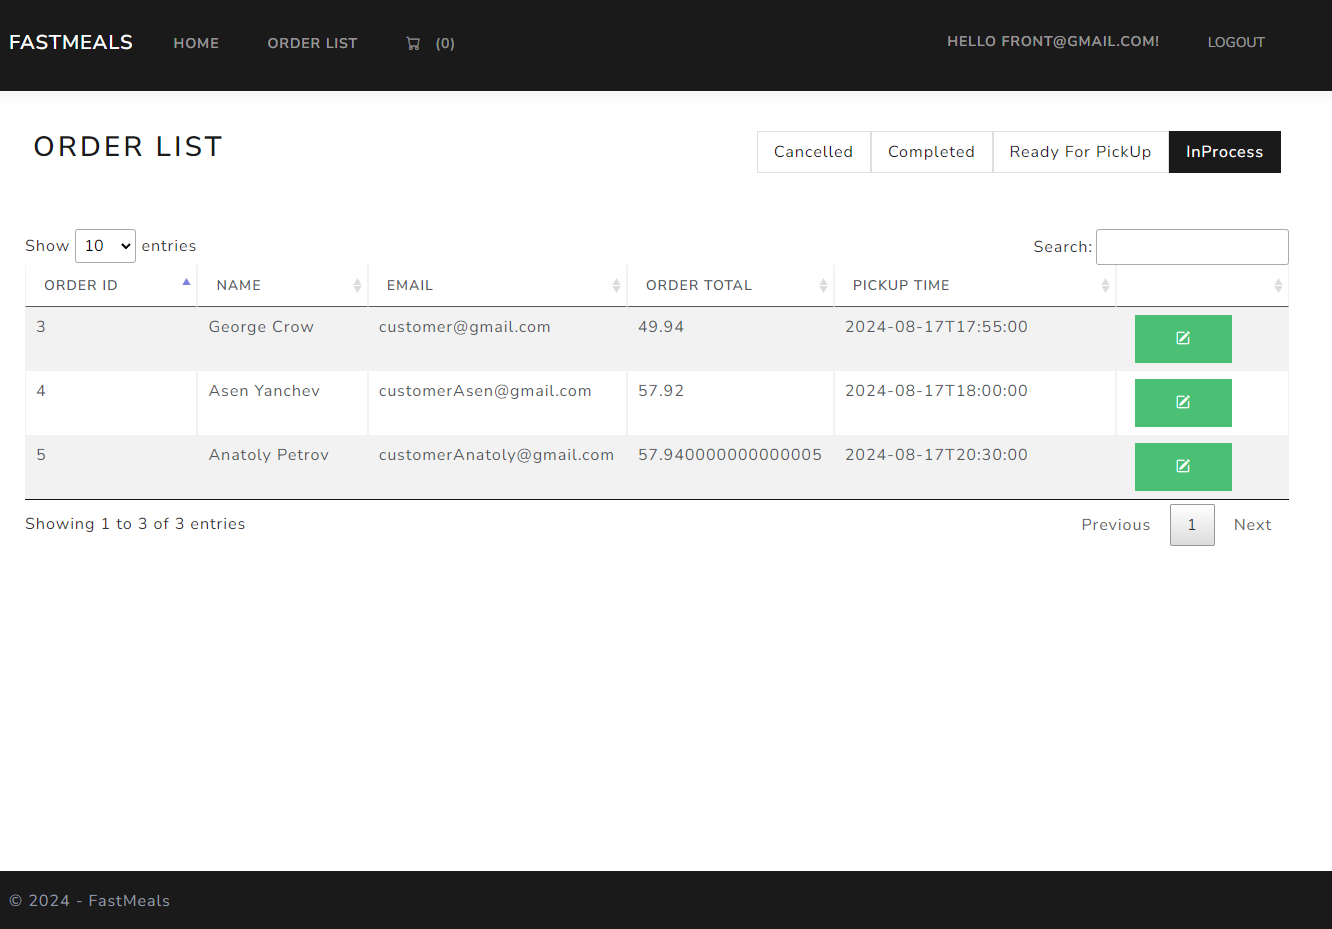 FASTMEALS HOME ORDER LIST (0) HELLO FRONT@GMAIL.COM! LOGOUT
ORDER LIST
Cancelled Completed Ready For PickUp InProcess
Show 10 entries Search:
ORDER ID NAME EMAIL ORDER TOTAL PICKUP TIME
3 George Crow customer@gmail.com 49.94 2024-08-17T17:55:00
4 Asen Yanchev customerAsen@gmail.com 57.92 2024-08-17T18:00:00
5 Anatoly Petrov customerAnatoly@gmail.com 57.940000000000005 2024-08-17T20:30:00
Showing 1 to 3 of 3 entries Previous 1 Next
© 2024 - FastMeals